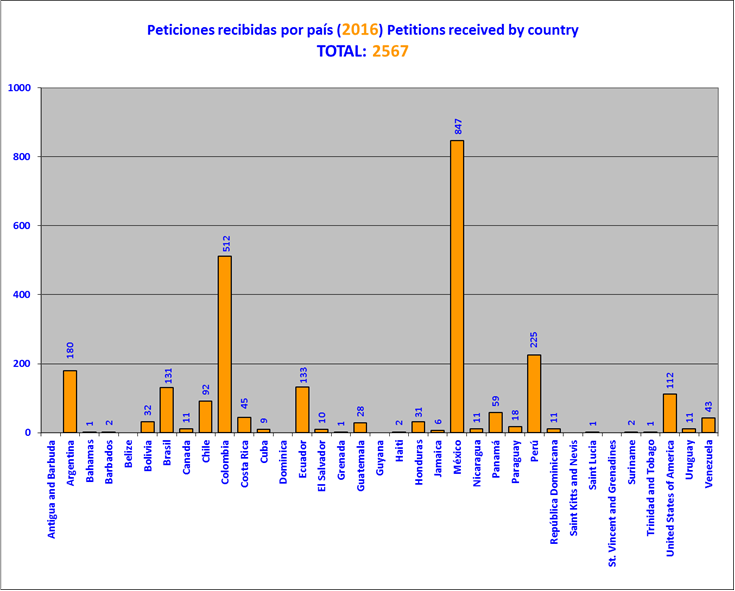 Peticiones recibidas por país (2016) Petitions received by country
TOTAL: 2567
1000
800
600
400
200
0
180
1
2
32
131
11
92
512
45
9
133
10
1
28
2
31
6
847
11
59
18
225
11
1
2
1
112
11
43
Antigua and Barbuda
Argentina
Bahamas
Barbados
Belize
Bolivia
Brasil
Canada
Chile
Colombia
Costa Rica
Cuba
Dominica
Ecuador
El Salvador
Grenada
Guatemala
Guyana
Haiti
Honduras
Jamaica
México
Nicaragua
Panamá
Paraguay
Perú
República Dominicana
Saint Kitts and Nevis
Saint Lucia
St. Vincent and Grenadines
Suriname
Trinidad and Tobago
United States of America
Uruguay
Venezuela